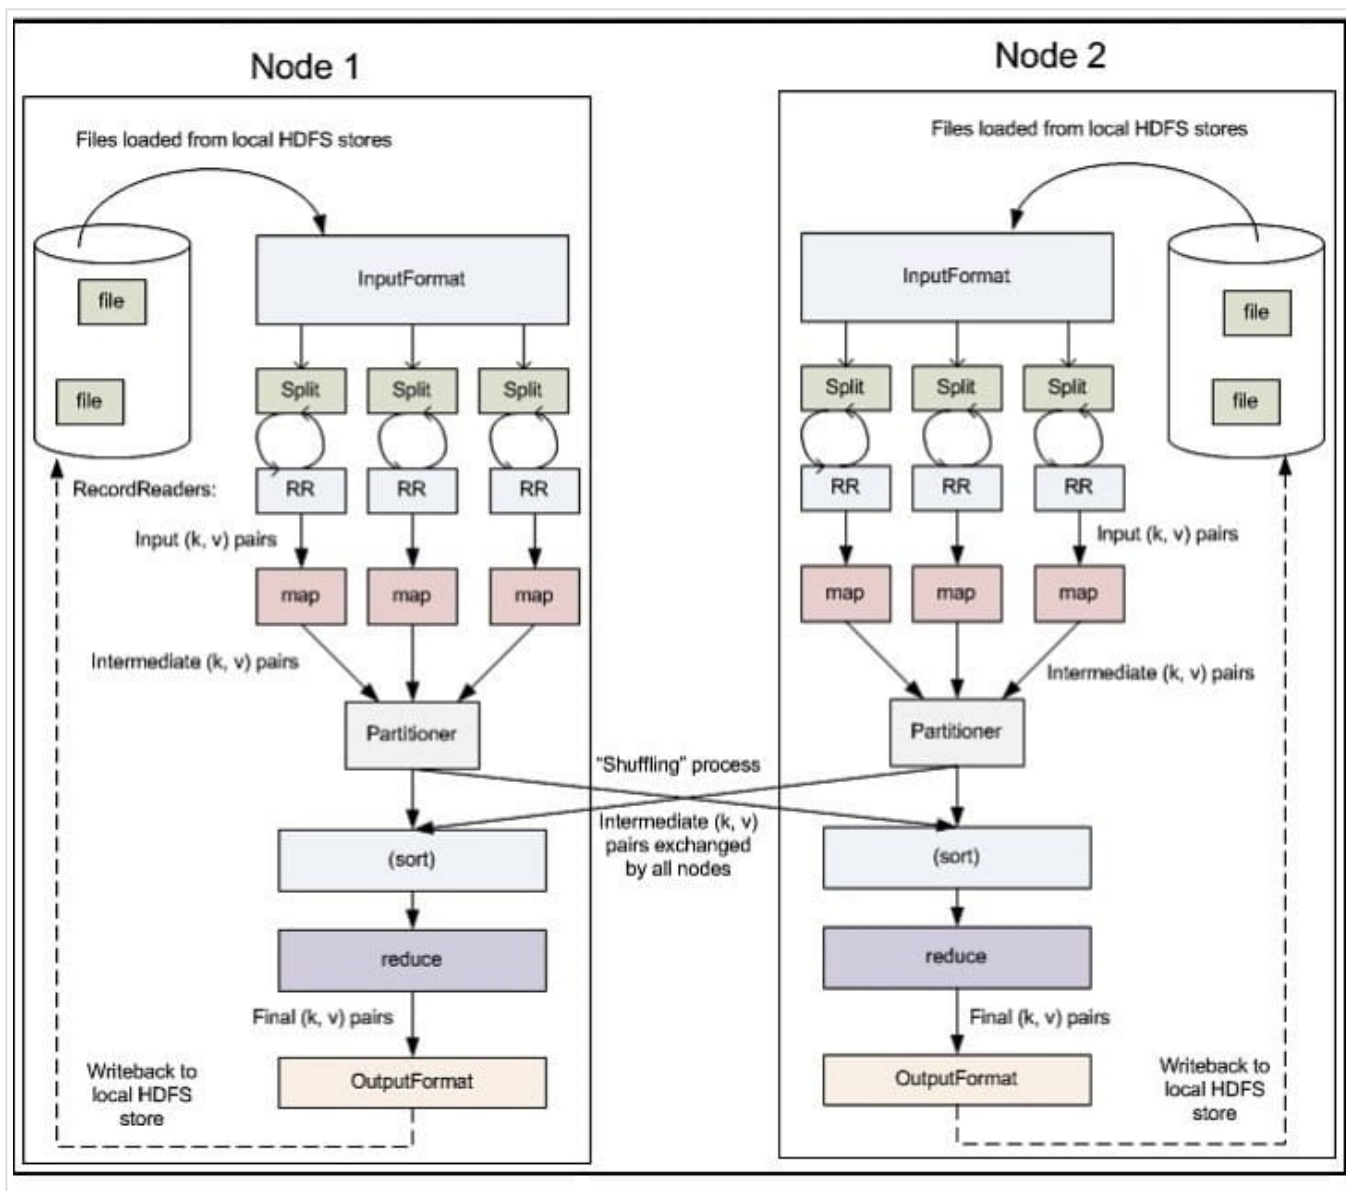 Node 1
Files loaded from local HDFS stores
InputFormat
file
file
Split
Split
Split
RecordReaders:
RR
RR
RR
Input (k, v) pairs
map
map
map
Intermediate (k, v) pairs
Partitioner
"Shuffling" process
Intermediate (k, v)
pairs exchanged
by all nodes
(sort)
reduce
Final (k, v) pairs
OutputFormat
Writeback to
local HDFS
store
Node 2
Files loaded from local HDFS stores
InputFormat
file
file
Split
Split
Split
RR
RR
RR
Input (k, v) pairs
map
map
map
Intermediate (k, v) pairs
Partitioner
(sort)
reduce
Final (k, v) pairs
OutputFormat
Writeback to
local HDFS
store